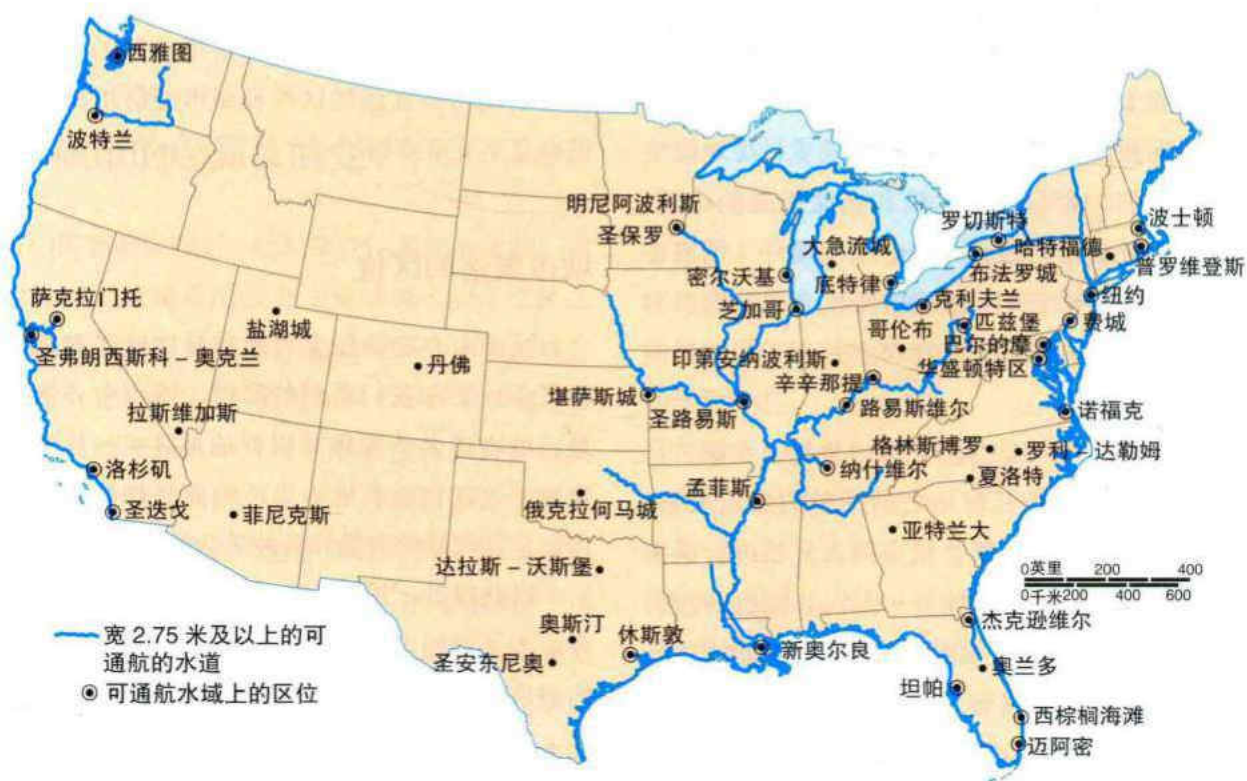 西雅图
波特兰
明尼阿波利斯
圣保罗
罗切斯特
波士顿
大急流城
哈特福德
普罗维登斯
布法罗城
密尔沃基
底特律
克利夫兰
纽约
萨克拉门托
芝加哥
匹兹堡
费城
盐湖城
哥伦布
巴尔的摩
圣弗朗西斯科－奥克兰
丹佛
印第安纳波利斯
华盛顿特区
辛辛那提
堪萨斯城
圣路易斯
路易斯维尔
诺福克
拉斯维加斯
格林斯博罗
罗利－达勒姆
洛杉矶
纳什维尔
夏洛特
孟菲斯
圣迭戈
菲尼克斯
俄克拉何马城
亚特兰大
达拉斯－沃斯堡
0英里 200 400
0千米 200 400 600
宽 2.75 米及以上的可
通航的水道
可通航水域上的区位
奥斯汀
休斯敦
杰克逊维尔
圣安东尼奥
新奥尔良
奥兰多
坦帕
西棕榈海滩
迈阿密